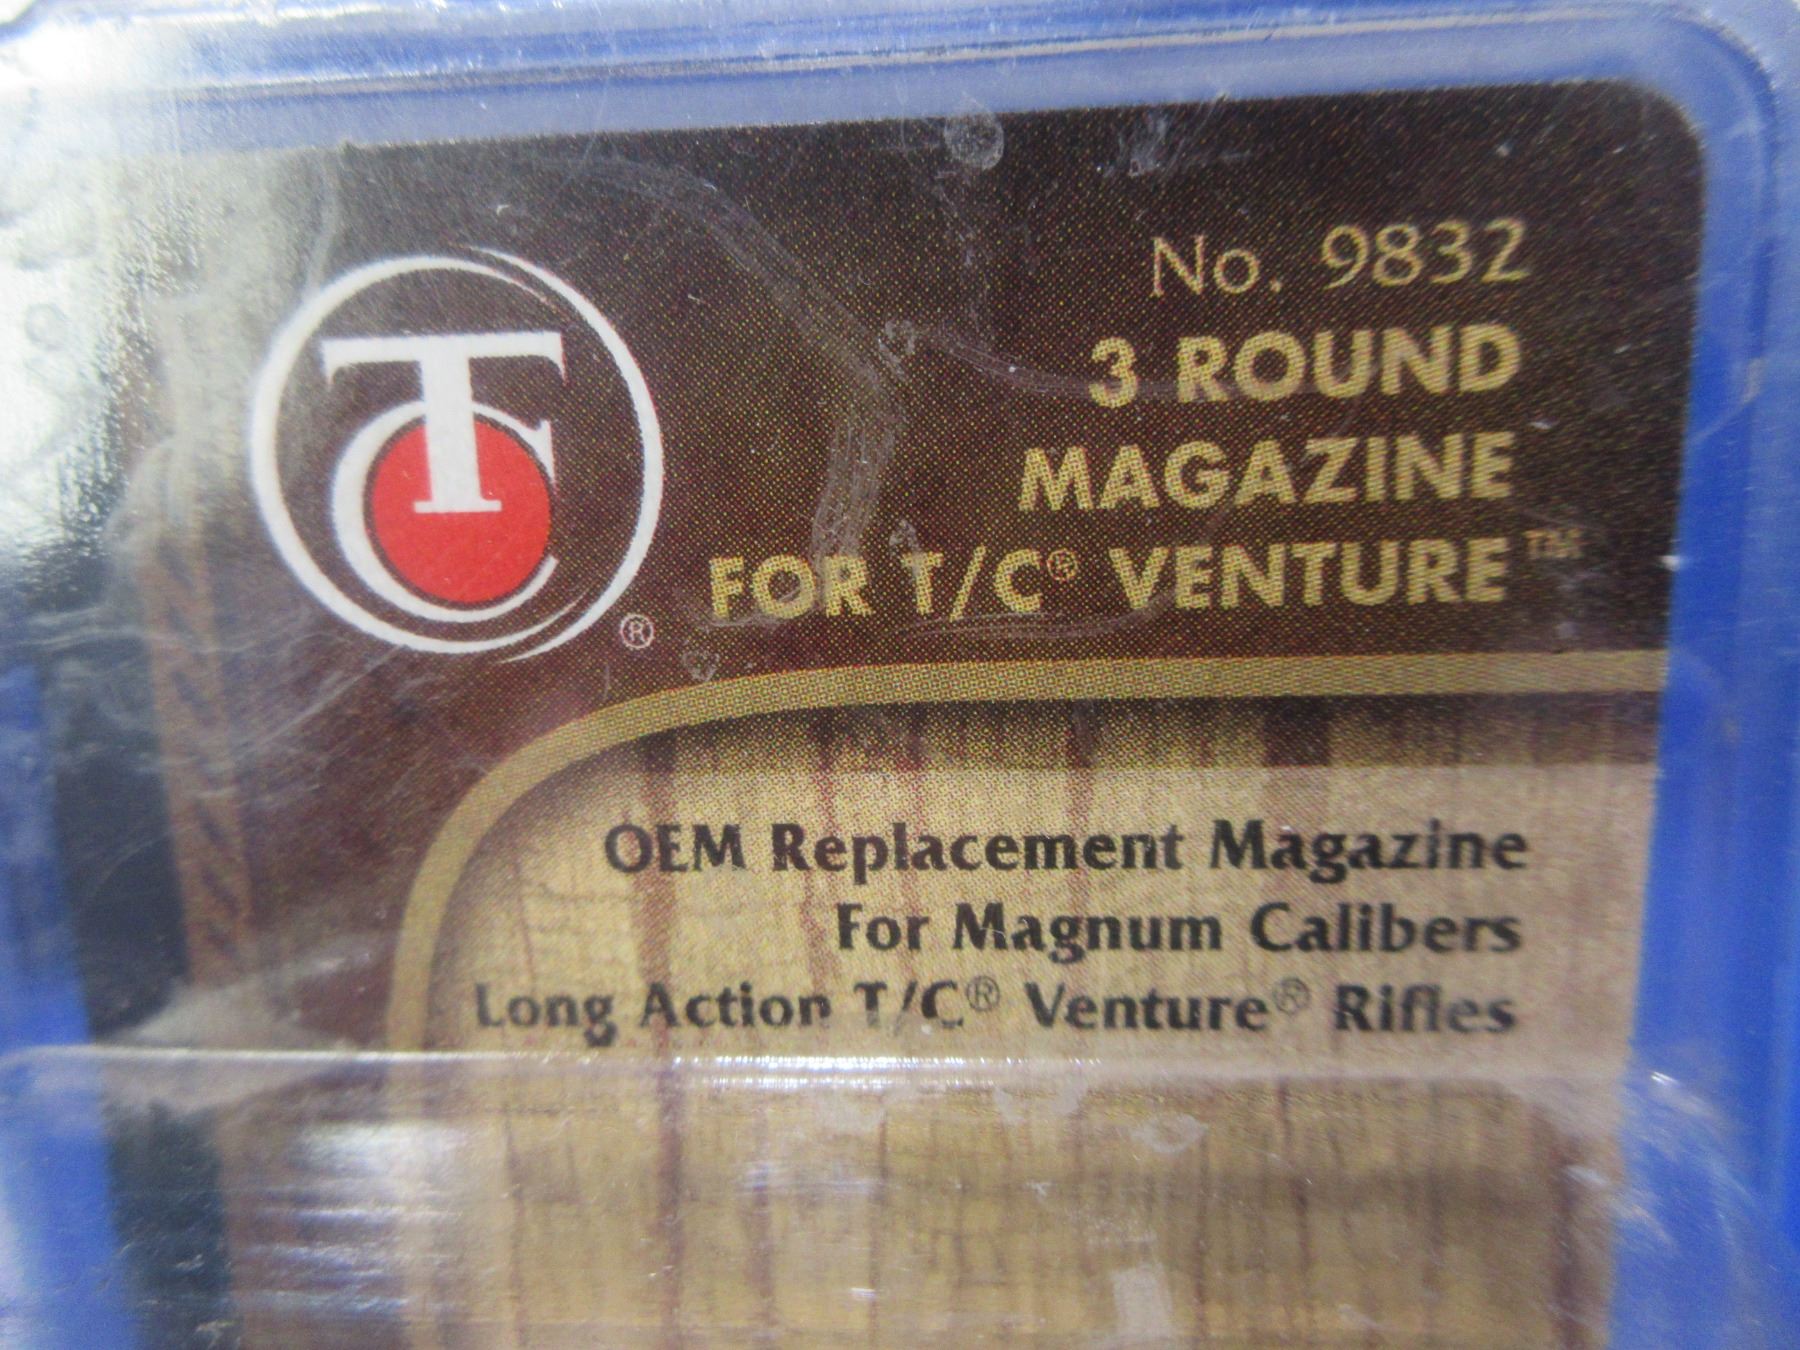 TC®
No. 9832
3 ROUND
MAGAZINE
FOR T/C® VENTURE™
OEM Replacement Magazine
For Magnum Calibers
Long Action T/C® Venture® Rifles